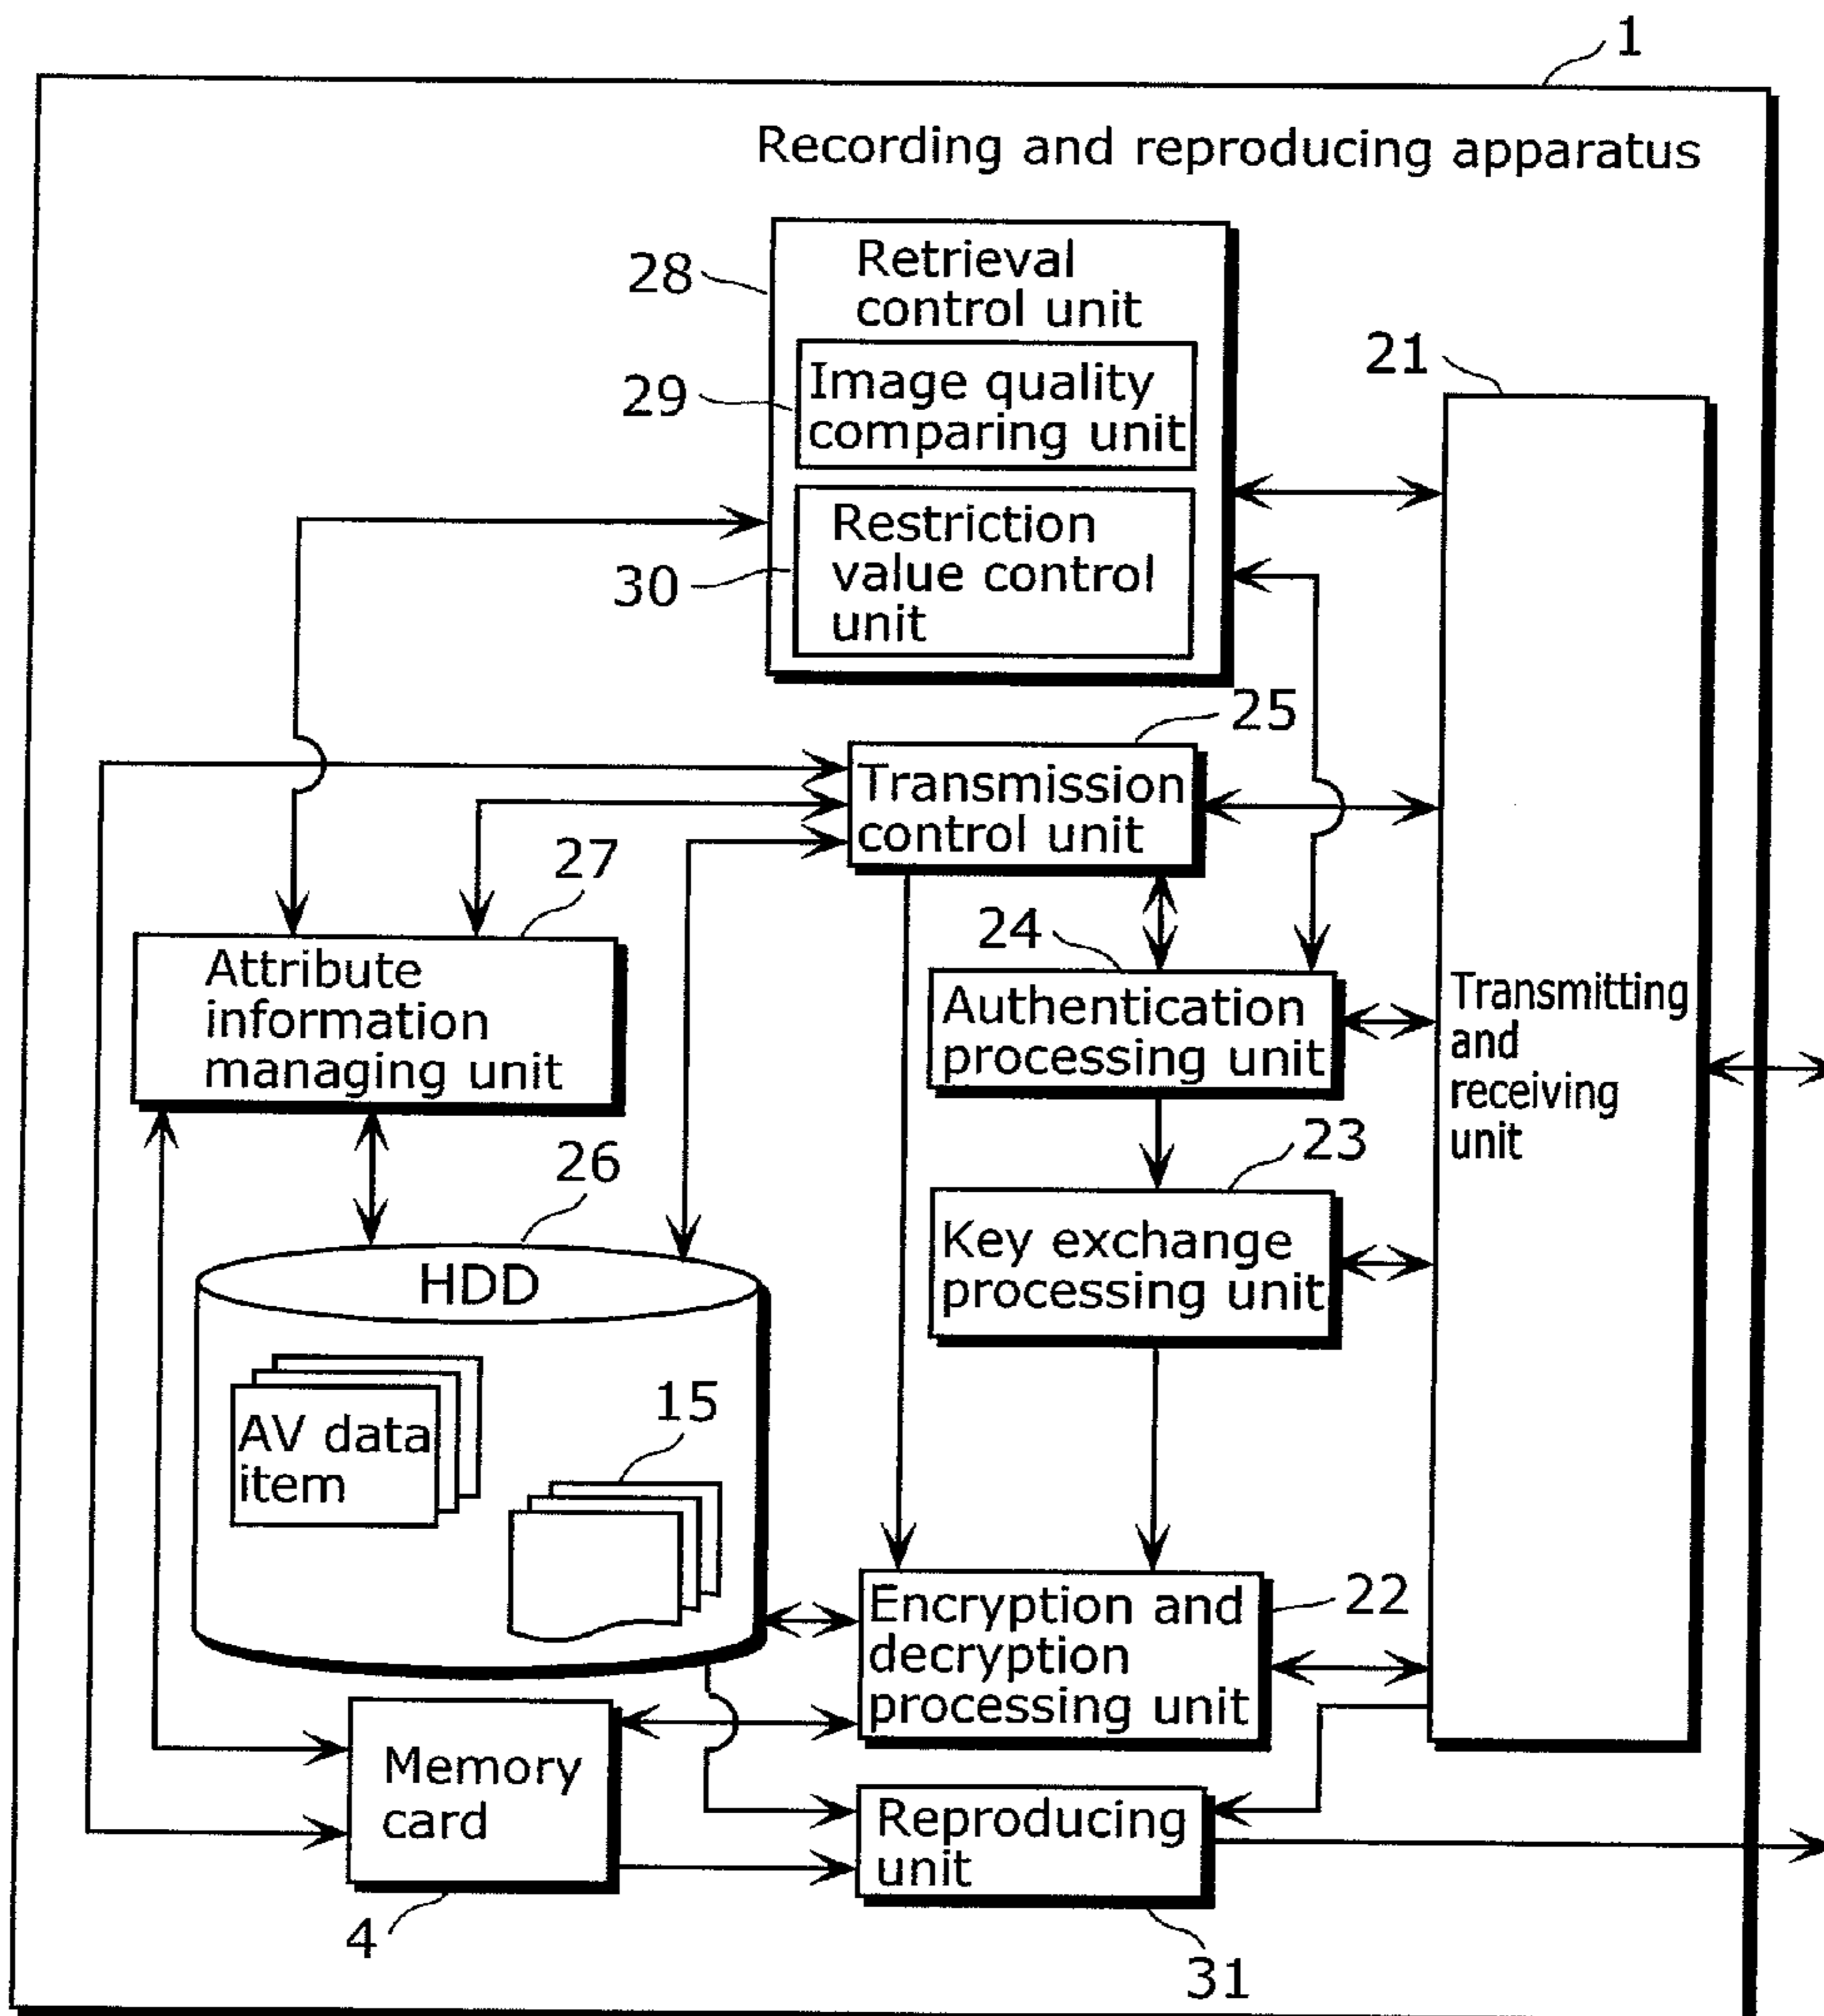 1
Recording and reproducing apparatus
28
Retrieval
control unit
21
29
Image quality
comparing unit
30
Restriction
value control
unit
25
Transmission
control unit
27
24
Attribute
information
managing unit
Authentication
processing unit
Transmitting
and
receiving
unit
26
23
HDD
Key exchange
processing unit
15
AV data
item
22
Encryption and
decryption
processing unit
Memory
card
Reproducing
unit
4
31